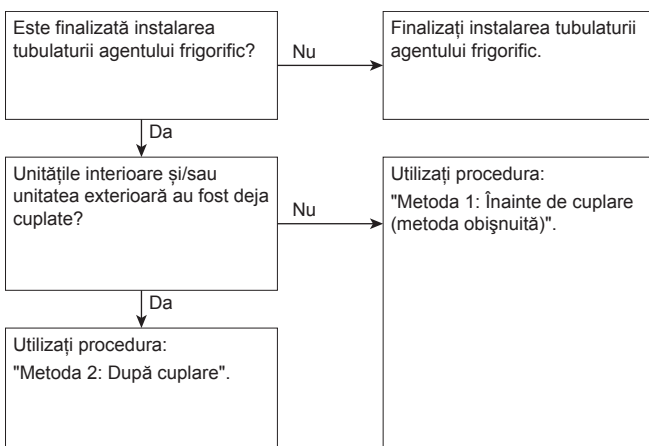 Este finalizată instalarea
tubulaturii agentului frigorific?
Nu
Finalizați instalarea tubulaturii
agentului frigorific.
Da
Unitățile interioare și/sau
unitatea exterioară au fost deja
cuplate?
Nu
Utilizați procedura:
"Metoda 1: Înainte de cuplare
(metoda obişnuită)".
Da
Utilizați procedura:
"Metoda 2: După cuplare".